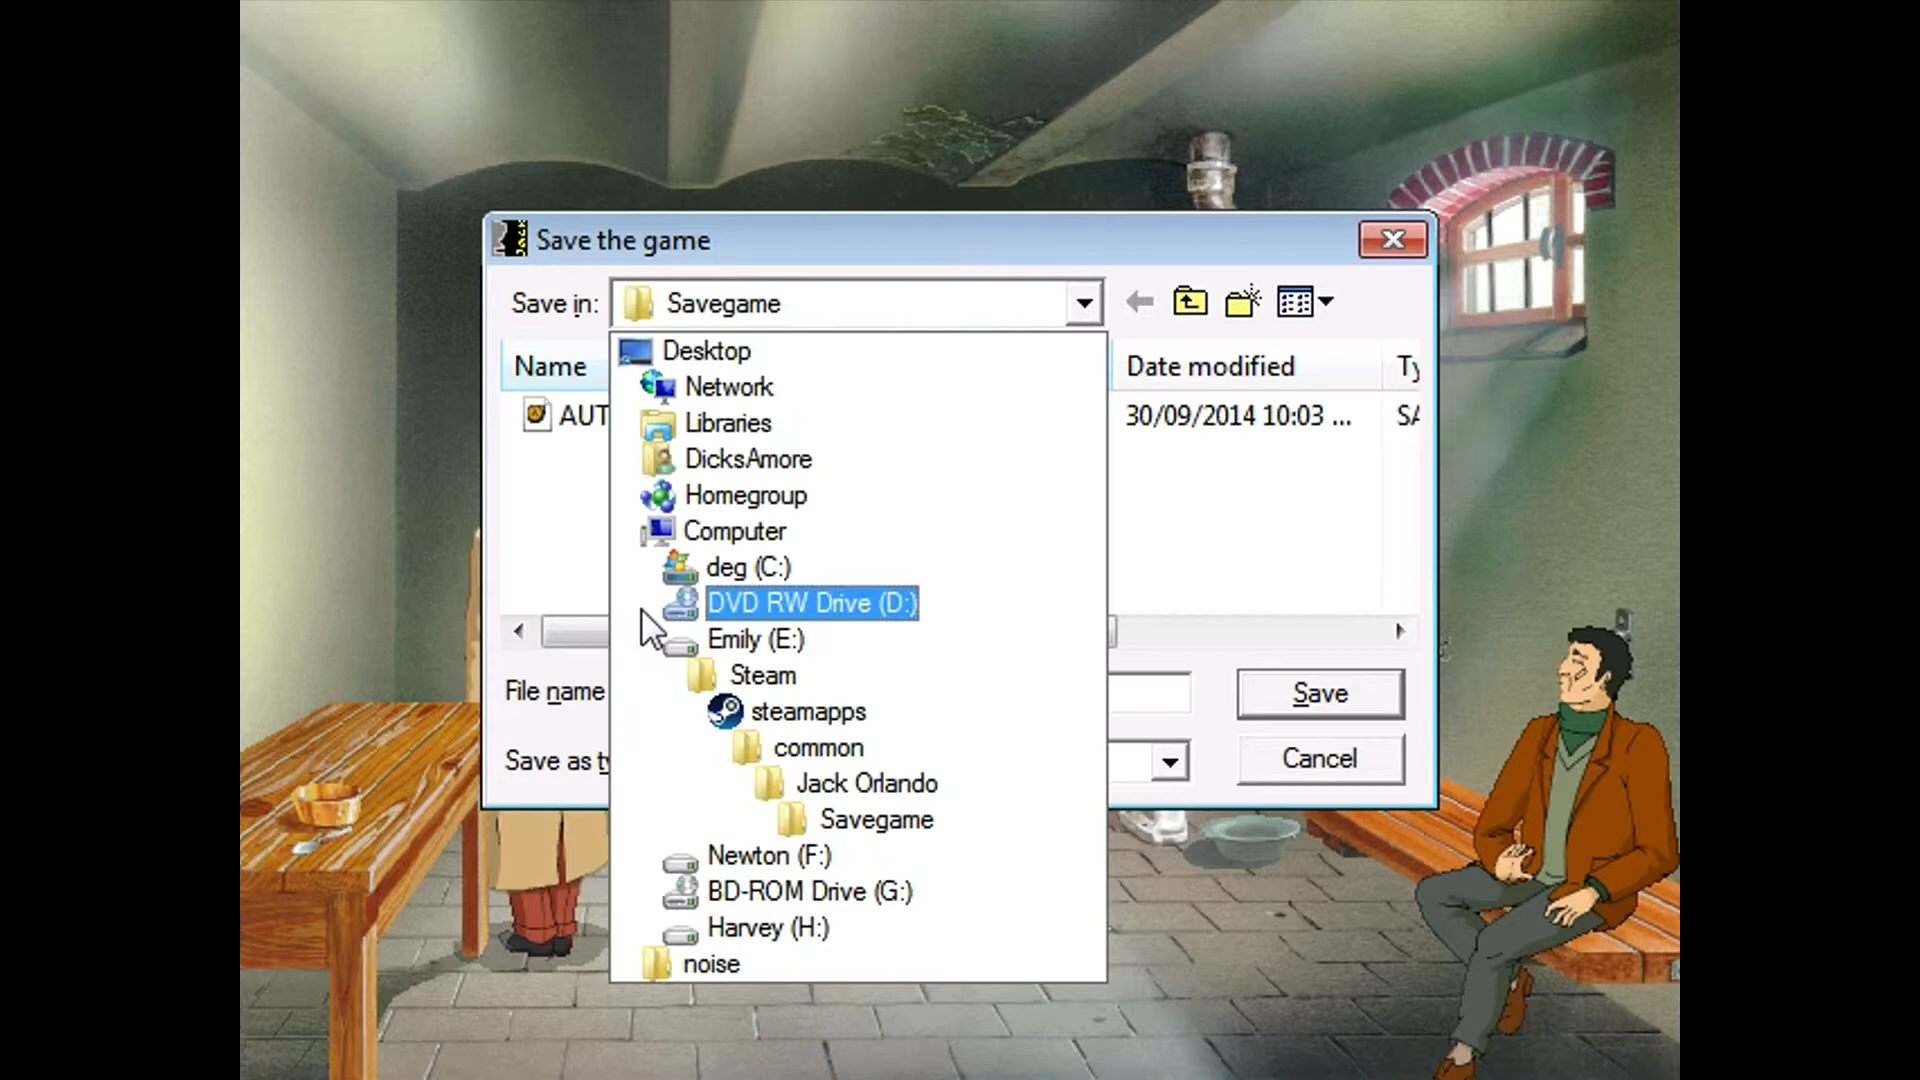 Save the game
Save in: Savegame
Desktop
Network
Libraries
DicksAmore
Homegroup
Computer
deg (C:)
DVD RW Drive (D:)
Emily (E:)
Steam
steamapps
common
Jack Orlando
Savegame
Newton (F:)
BD-ROM Drive (G:)
Harvey (H:)
noise
Name Date modified Ty
AUT 30/09/2014 10:03 ... SA
File name Save
Save as ty Cancel